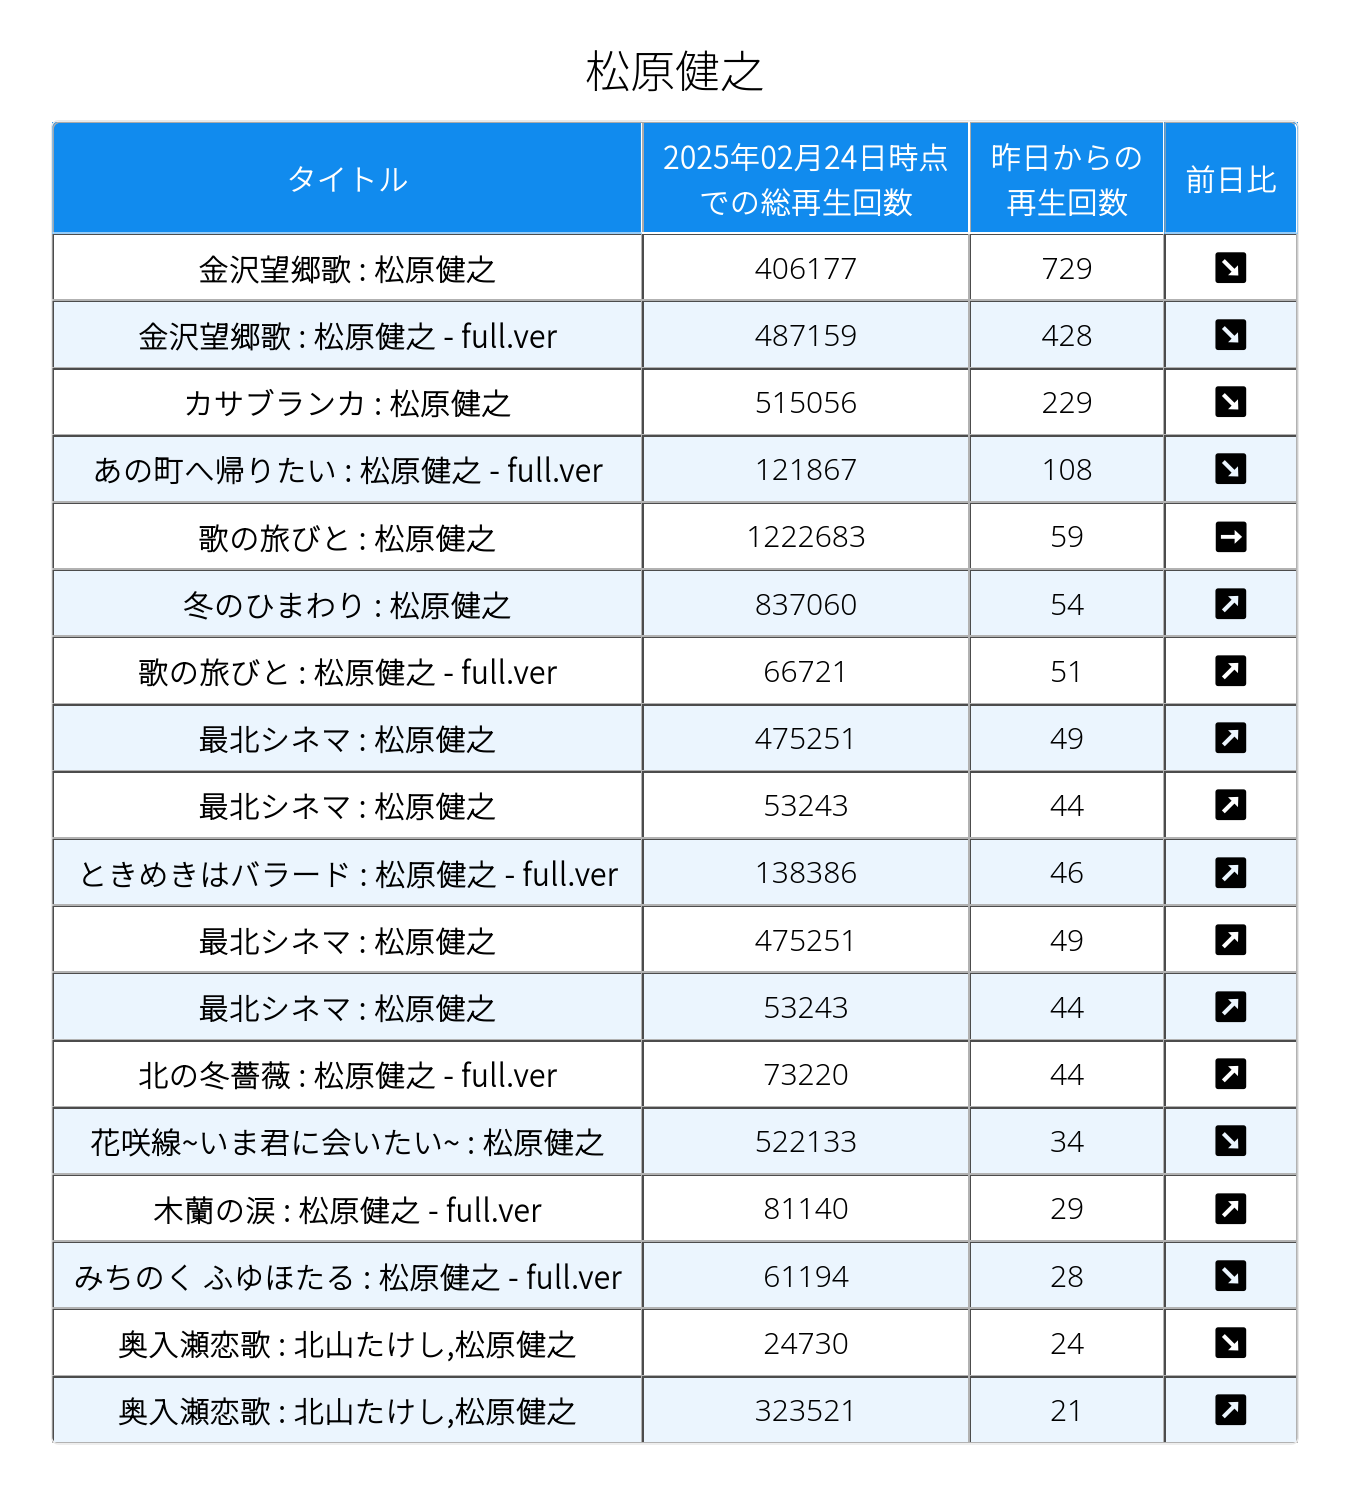 松原健之
タイトル 2025年02月24日時点での総再生回数 昨日からの再生回数 前日比
金沢望郷歌 : 松原健之 406177 729 ↘
金沢望郷歌 : 松原健之 - full.ver 487159 428 ↘
カサブランカ : 松原健之 515056 229 ↘
あの町へ帰りたい : 松原健之 - full.ver 121867 108 ↘
歌の旅びと : 松原健之 1222683 59 →
冬のひまわり : 松原健之 837060 54 ↗
歌の旅びと : 松原健之 - full.ver 66721 51 ↗
最北シネマ : 松原健之 475251 49 ↗
最北シネマ : 松原健之 53243 44 ↗
ときめきはバラード : 松原健之 - full.ver 138386 46 ↗
最北シネマ : 松原健之 475251 49 ↗
最北シネマ : 松原健之 53243 44 ↗
北の冬薔薇 : 松原健之 - full.ver 73220 44 ↗
花咲線~いま君に会いたい~ : 松原健之 522133 34 ↘
木蘭の涙 : 松原健之 - full.ver 81140 29 ↗
みちのく ふゆほたる : 松原健之 - full.ver 61194 28 ↘
奥入瀬恋歌 : 北山たけし,松原健之 24730 24 ↘
奥入瀬恋歌 : 北山たけし,松原健之 323521 21 ↗